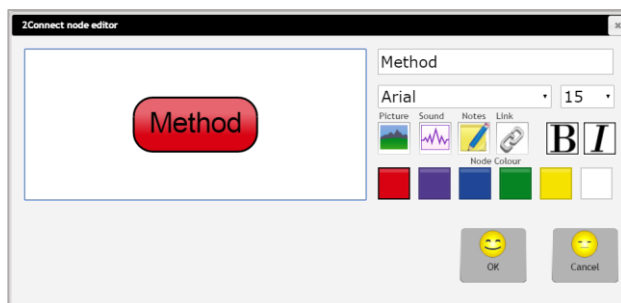 2Connect node editor
Method
Method
Arial 15
Picture Sound Notes Link
B I
Node Colour
OK Cancel